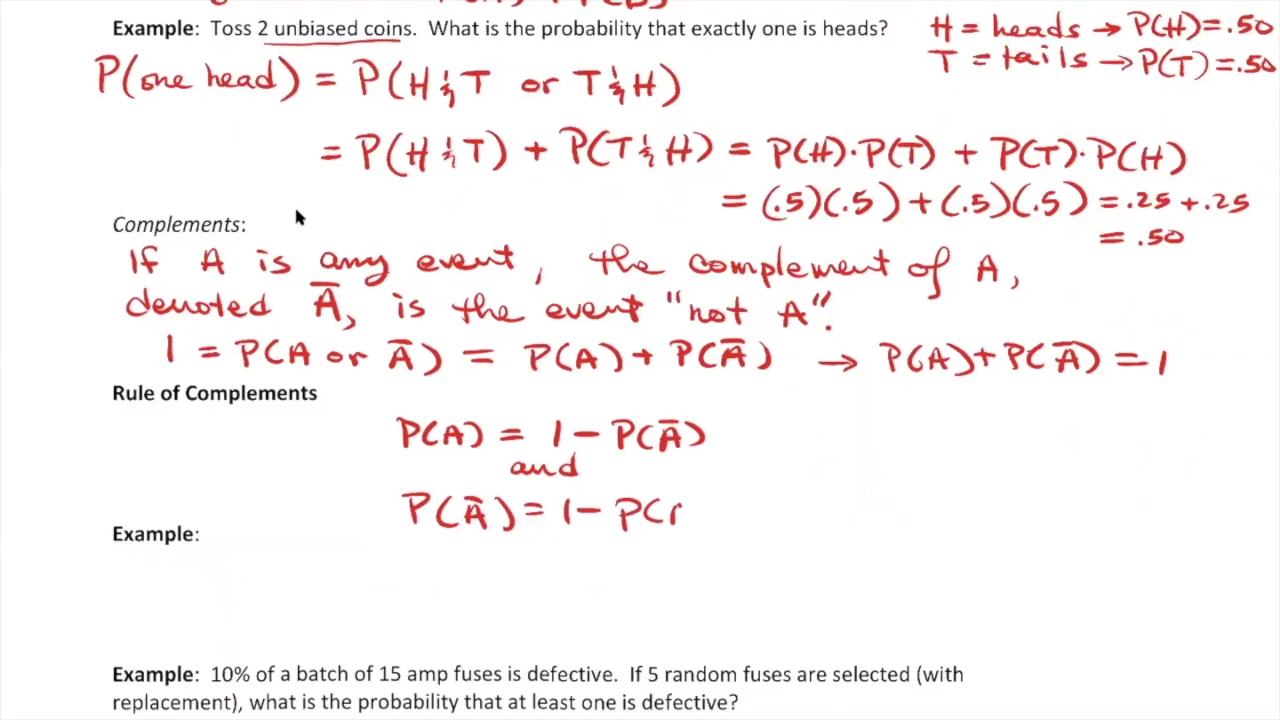 Example: Toss 2 unbiased coins. What is the probability that exactly one is heads?
H = heads → P(H) = .50
T = tails → P(T) = .50
P(one head) = P(H & T or T & H)
= P(H & T) + P(T & H) = P(H)·P(T) + P(T)·P(H)
= (.5)(.5) + (.5)(.5) = .25 + .25
= .50
Complements:
If A is any event, the complement of A,
denoted Ā, is the event "not A".
1 = P(A or Ā) = P(A) + P(Ā) → P(A) + P(Ā) = 1
Rule of Complements
P(A) = 1 − P(Ā)
and
P(Ā) = 1 − P(
Example:
Example: 10% of a batch of 15 amp fuses is defective. If 5 random fuses are selected (with
replacement), what is the probability that at least one is defective?